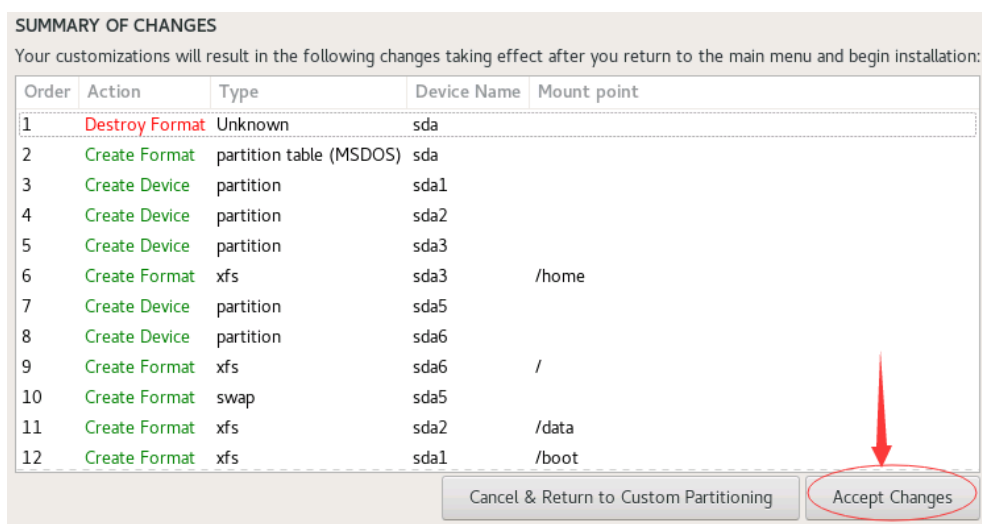 SUMMARY OF CHANGES
Your customizations will result in the following changes taking effect after you return to the main menu and begin installation:
Order Action Type Device Name Mount point
1 Destroy Format Unknown sda
2 Create Format partition table (MSDOS) sda
3 Create Device partition sda1
4 Create Device partition sda2
5 Create Device partition sda3
6 Create Format xfs sda3 /home
7 Create Device partition sda5
8 Create Device partition sda6
9 Create Format xfs sda6 /
10 Create Format swap sda5
11 Create Format xfs sda2 /data
12 Create Format xfs sda1 /boot
Cancel & Return to Custom Partitioning Accept Changes